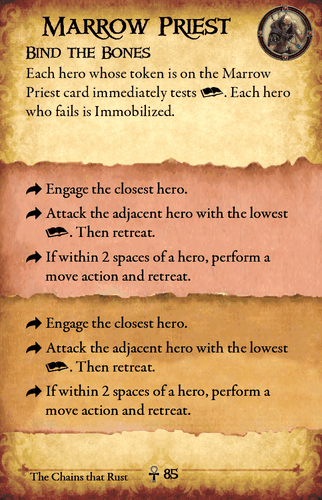 Marrow Priest
Bind the Bones
Each hero whose token is on the Marrow
Priest card immediately tests . Each hero
who fails is Immobilized.
Engage the closest hero.
Attack the adjacent hero with the lowest
. Then retreat.
If within 2 spaces of a hero, perform a
move action and retreat.
Engage the closest hero.
Attack the adjacent hero with the lowest
. Then retreat.
If within 2 spaces of a hero, perform a
move action and retreat.
The Chains that Rust 85